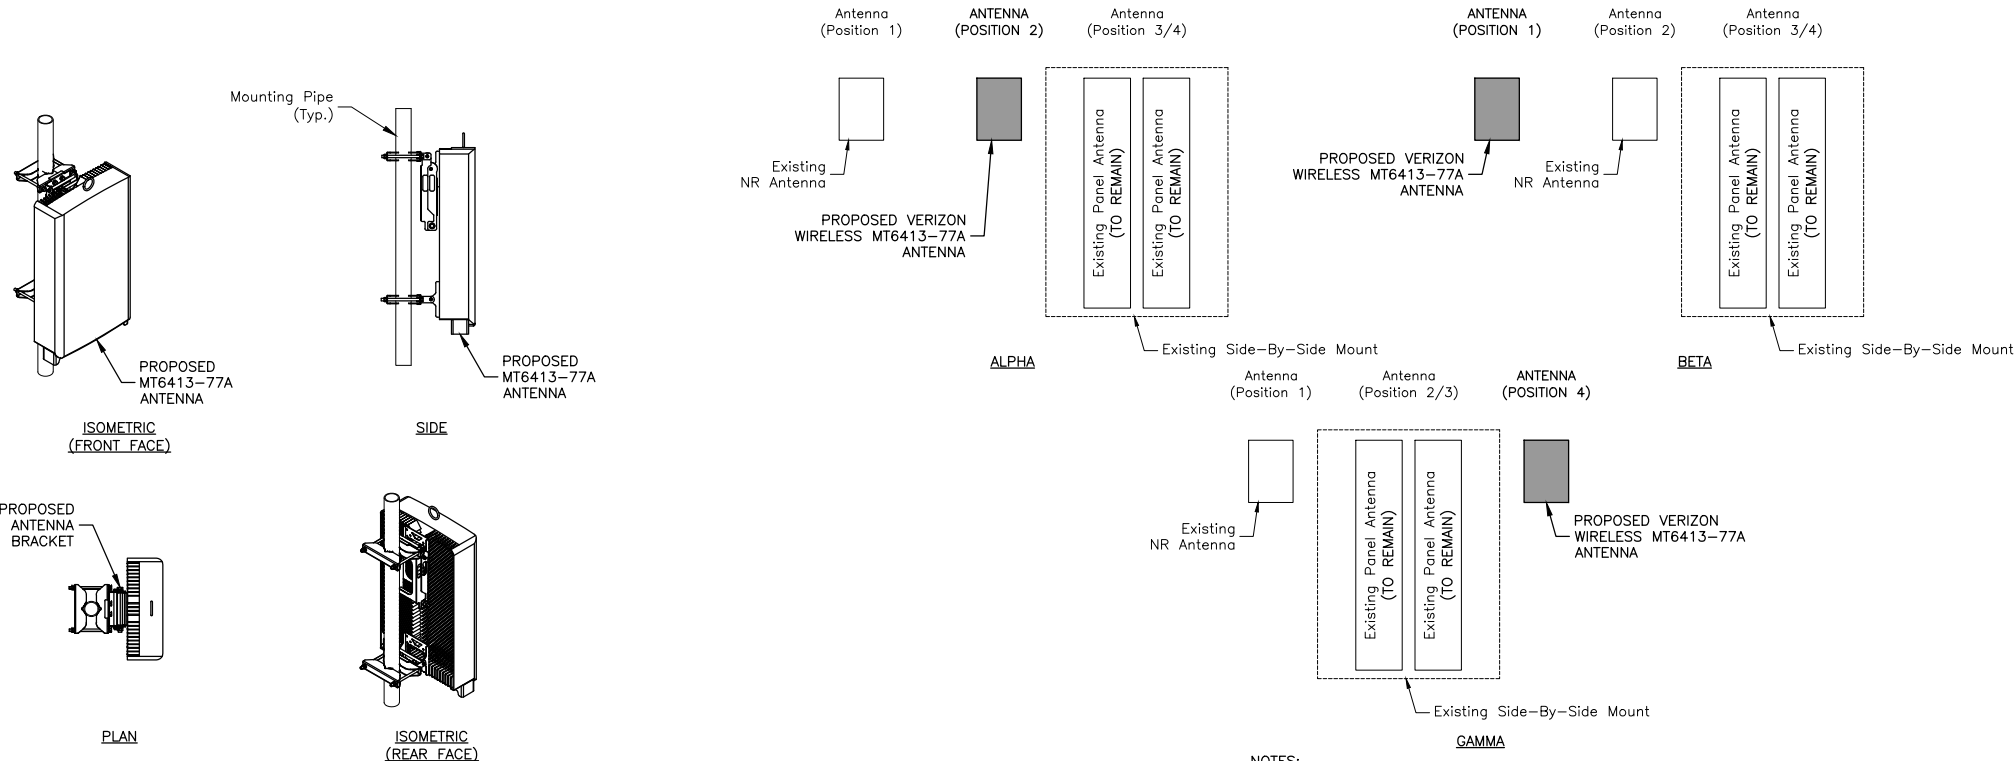 Mounting Pipe
(Typ.)
PROPOSED
MT6413-77A
ANTENNA
ISOMETRIC
(FRONT FACE)
PROPOSED
MT6413-77A
ANTENNA
SIDE
PROPOSED
ANTENNA
BRACKET
PLAN
ISOMETRIC
(REAR FACE)
Antenna
(Position 1)
ANTENNA
(POSITION 2)
Antenna
(Position 3/4)
Existing
NR Antenna
PROPOSED VERIZON
WIRELESS MT6413-77A
ANTENNA
Existing Panel Antenna
(TO REMAIN)
Existing Panel Antenna
(TO REMAIN)
Existing Side-By-Side Mount
ALPHA
ANTENNA
(POSITION 1)
Antenna
(Position 2)
Antenna
(Position 3/4)
PROPOSED VERIZON
WIRELESS MT6413-77A
ANTENNA
Existing
NR Antenna
Existing Panel Antenna
(TO REMAIN)
Existing Panel Antenna
(TO REMAIN)
Existing Side-By-Side Mount
BETA
Antenna
(Position 1)
Antenna
(Position 2/3)
ANTENNA
(POSITION 4)
Existing
NR Antenna
Existing Panel Antenna
(TO REMAIN)
Existing Panel Antenna
(TO REMAIN)
PROPOSED VERIZON
WIRELESS MT6413-77A
ANTENNA
Existing Side-By-Side Mount
GAMMA
NOTES: